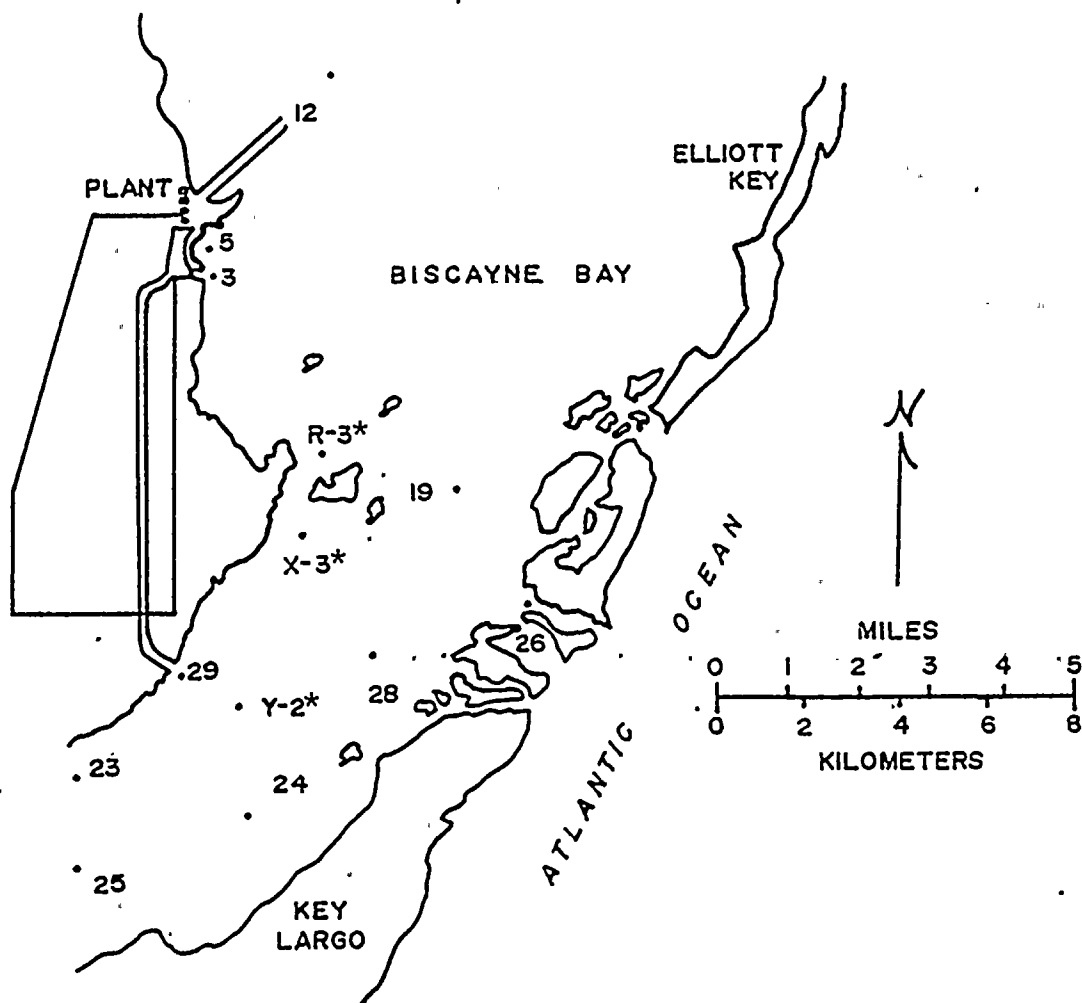 12
PLANT
ELLIOTT
KEY
5
3
BISCAYNE BAY
R-3*
19
X-3*
N
OCEAN
MILES
0 1 2 3 4 5
0 2 4 6 8
KILOMETERS
26
29
28
Y-2*
23
24
ATLANTIC
25
KEY
LARGO